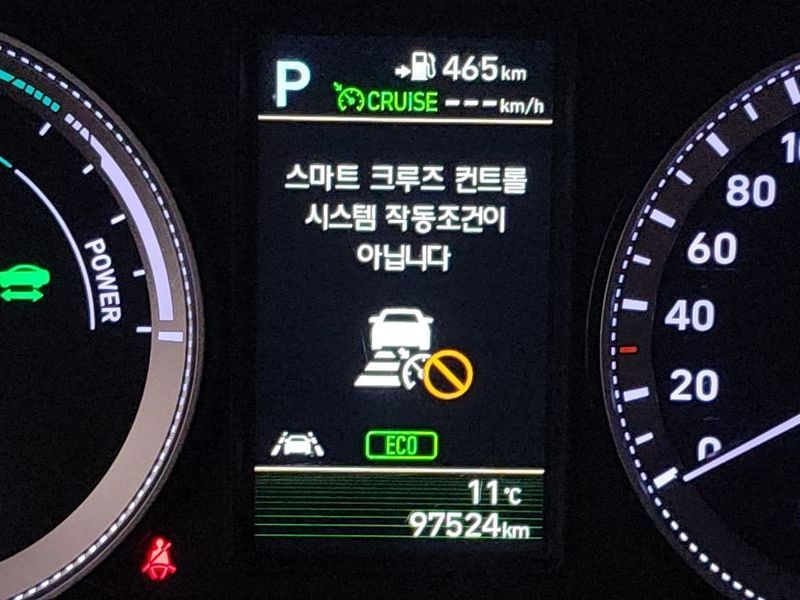 P
465km
CRUISE ---km/h
스마트 크루즈 컨트롤
시스템 작동조건이
아닙니다
ECO
11℃
97524km
POWER
80
60
40
20
0